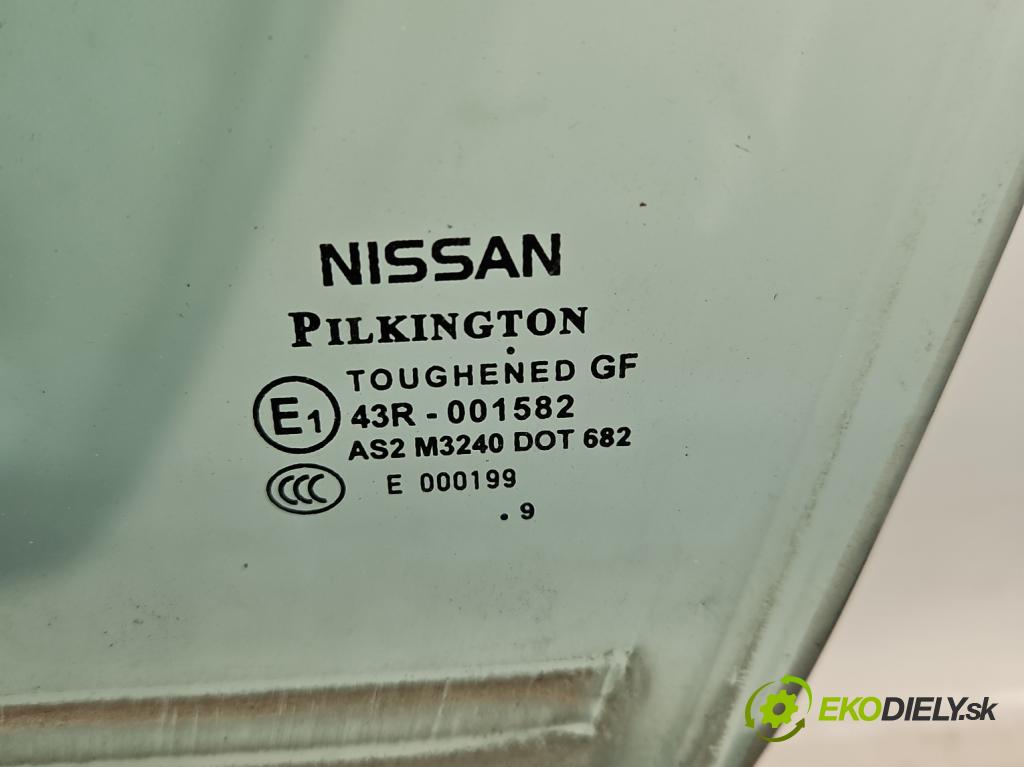 NISSAN
PILKINGTON
TOUGHENED GF
E1 43R - 001582
AS2 M3240 DOT 682
CCC E 000199
. 9
EKODIELY.sk